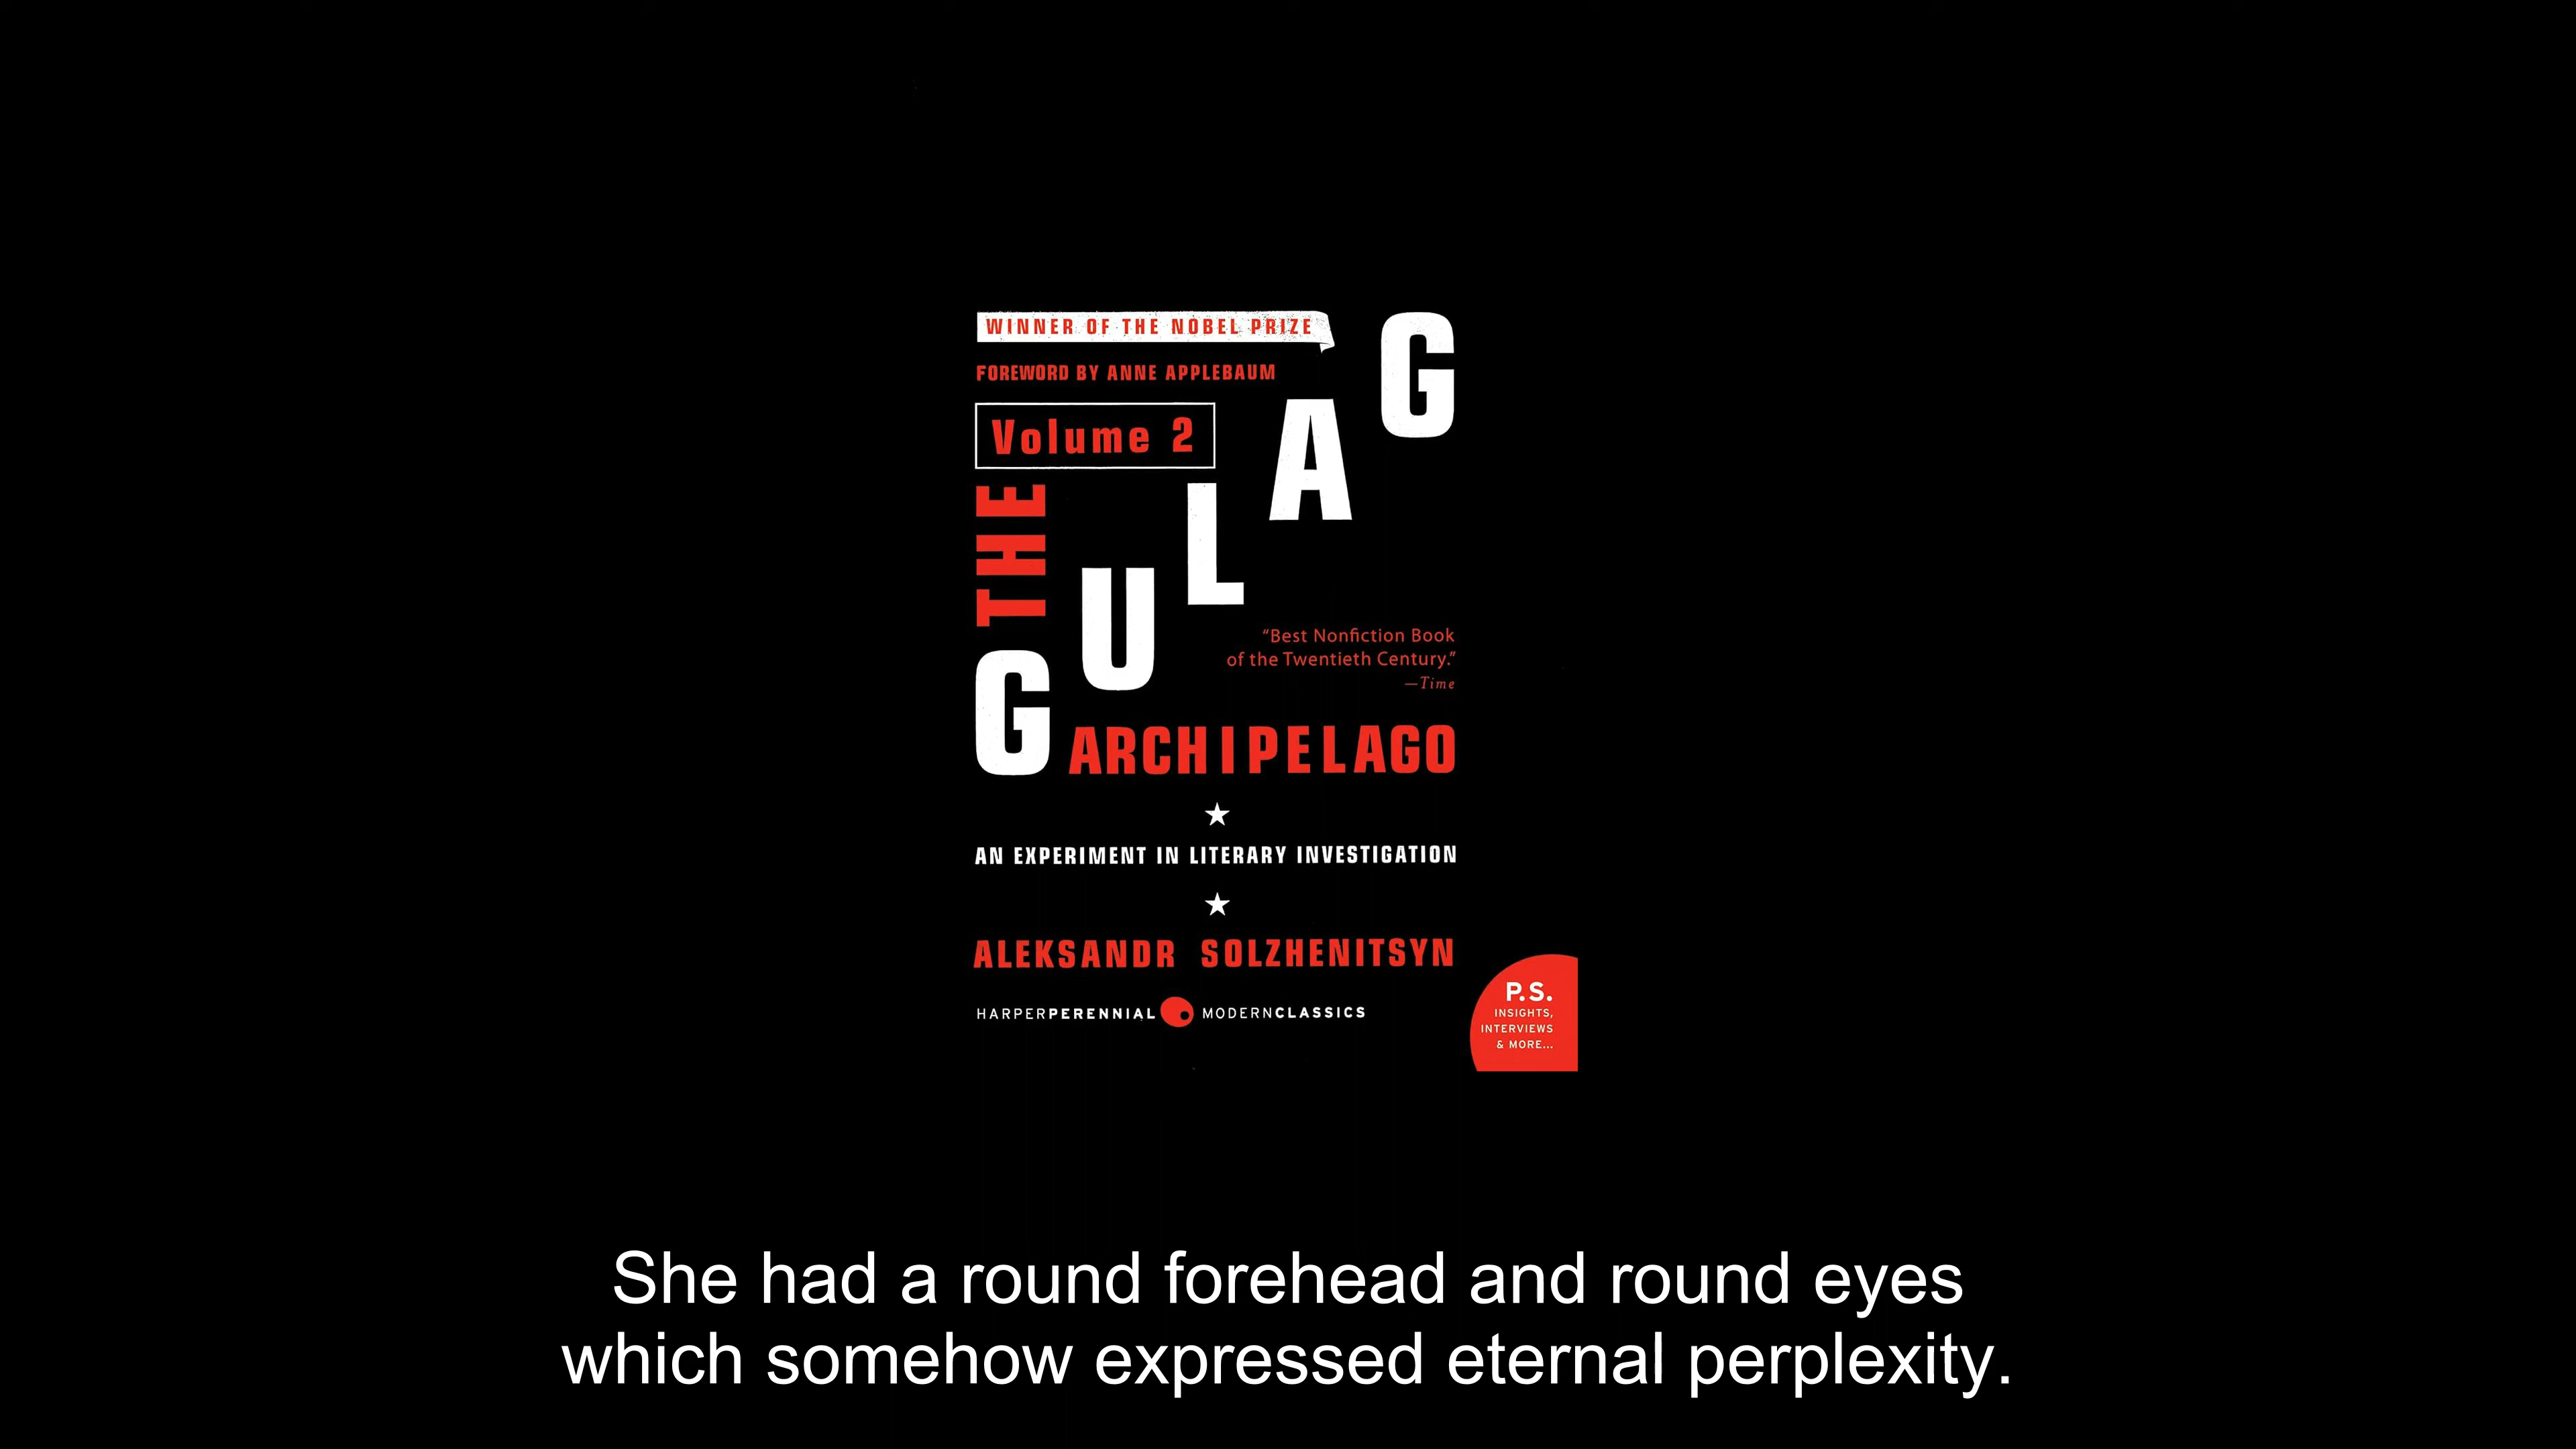 WINNER OF THE NOBEL PRIZE
FOREWORD BY ANNE APPLEBAUM
Volume 2
THE
GULAG
ARCHIPELAGO
“Best Nonfiction Book
of the Twentieth Century.”
—Time
AN EXPERIMENT IN LITERARY INVESTIGATION
ALEKSANDR SOLZHENITSYN
HARPERPERENNIAL MODERNCLASSICS
P.S.
INSIGHTS,
INTERVIEWS
& MORE...
She had a round forehead and round eyes
which somehow expressed eternal perplexity.